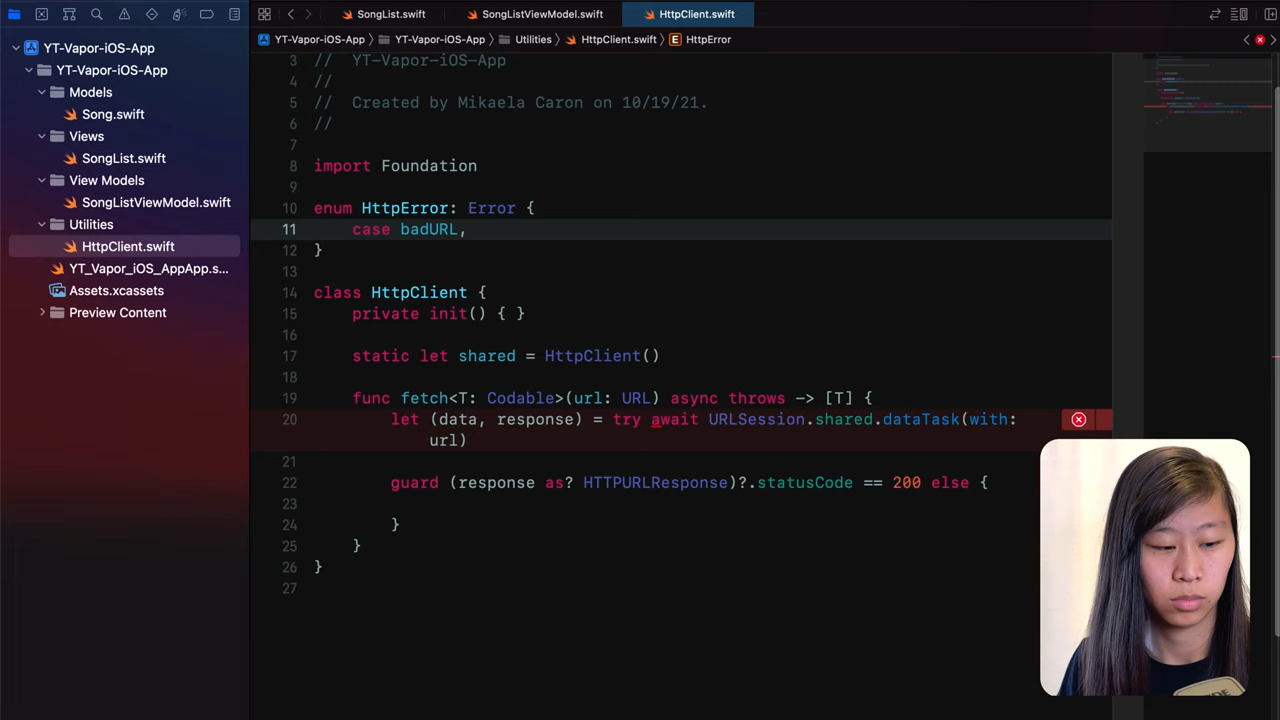 SongList.swift
SongListViewModel.swift
HttpClient.swift
YT-Vapor-iOS-App
YT-Vapor-iOS-App
Utilities
HttpClient.swift
E HttpError
YT-Vapor-iOS-App
YT-Vapor-iOS-App
Models
Song.swift
Views
SongList.swift
View Models
SongListViewModel.swift
Utilities
HttpClient.swift
YT_Vapor_iOS_AppApp.s...
Assets.xcassets
Preview Content
3 // YT-Vapor-iOS-App
4 //
5 // Created by Mikaela Caron on 10/19/21.
6 //
7
8 import Foundation
9
10 enum HttpError: Error {
11 case badURL,
12 }
13
14 class HttpClient {
15 private init() { }
16
17 static let shared = HttpClient()
18
19 func fetch<T: Codable>(url: URL) async throws -> [T] {
20 let (data, response) = try await URLSession.shared.dataTask(with:
url)
21
22 guard (response as? HTTPURLResponse)?.statusCode == 200 else {
23
24 }
25 }
26 }
27